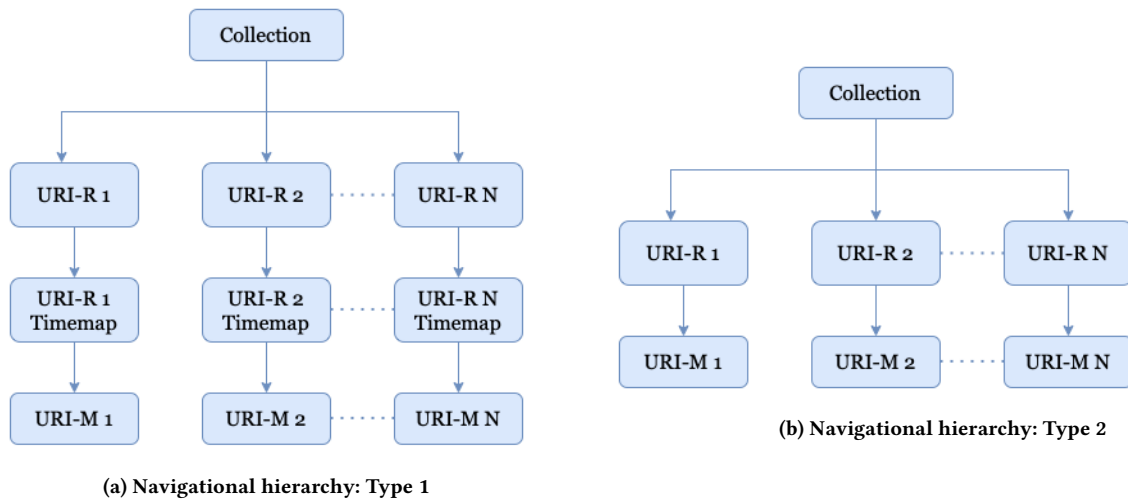 Collection
URI-R 1
URI-R 2
URI-R N
URI-R 1
Timemap
URI-R 2
Timemap
URI-R N
Timemap
URI-M 1
URI-M 2
URI-M N
(a) Navigational hierarchy: Type 1
Collection
URI-R 1
URI-R 2
URI-R N
URI-M 1
URI-M 2
URI-M N
(b) Navigational hierarchy: Type 2